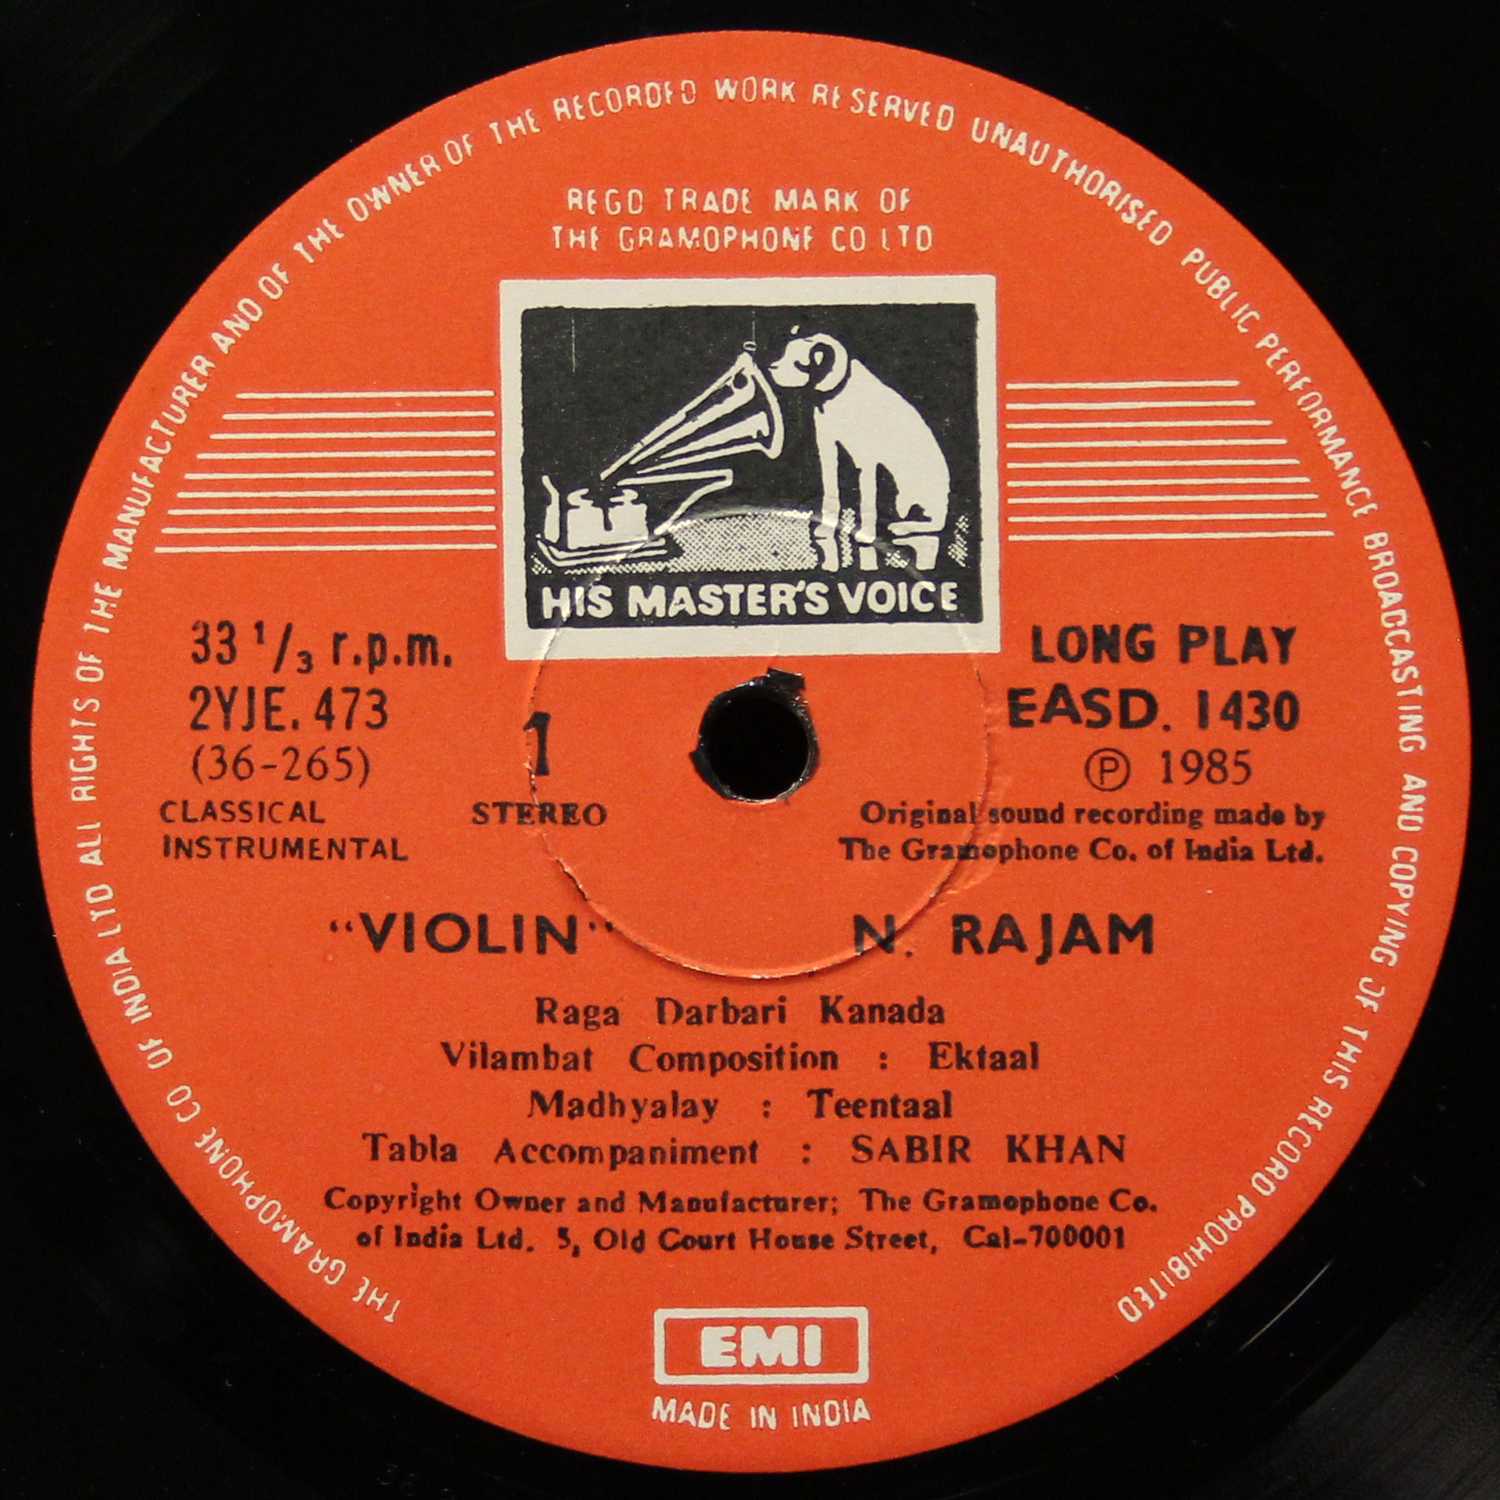 THE GRAMOPHONE CO OF INDIA LTD ALL RIGHTS OF THE MANUFACTURER AND OF THE OWNER OF THE RECORDED WORK RESERVED UNAUTHORISED PUBLIC PERFORMANCE BROADCASTING AND COPYING OF THIS RECORD PROHIBITED
REGD TRADE MARK OF
THE GRAMOPHONE CO LTD
HIS MASTER'S VOICE
33 1/3 r.p.m.
2YJE. 473
(36-265)
CLASSICAL
INSTRUMENTAL
1
STEREO
LONG PLAY
EASD. 1430
Ⓟ 1985
Original sound recording made by
The Gramophone Co. of India Ltd.
"VIOLIN" N. RAJAM
Raga Darbari Kanada
Vilambat Composition : Ektaal
Madhyalay : Teentaal
Tabla Accompaniment : SABIR KHAN
Copyright Owner and Manufacturer; The Gramophone Co.
of India Ltd. 5, Old Court House Street, Cal-700001
EMI
MADE IN INDIA